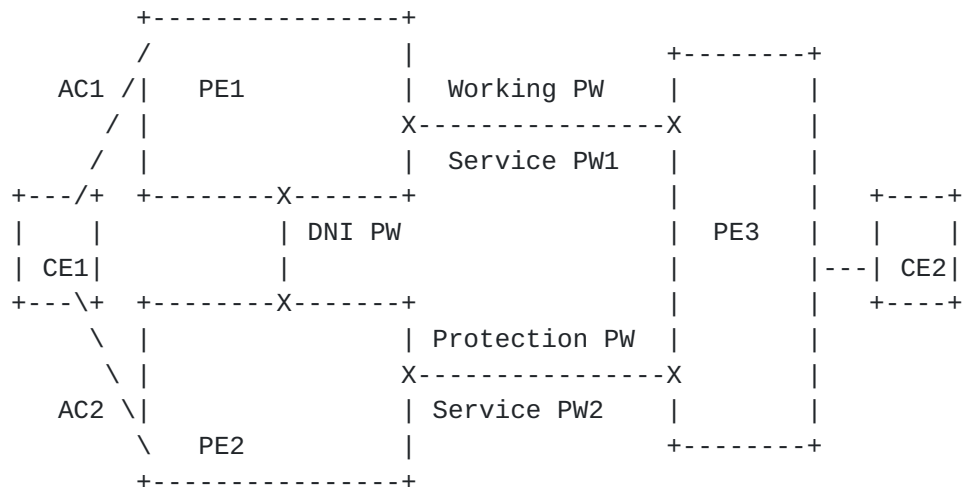 AC1 PE1 Working PW
Service PW1
DNI PW PE3
CE1 CE2
Protection PW
AC2 Service PW2
PE2